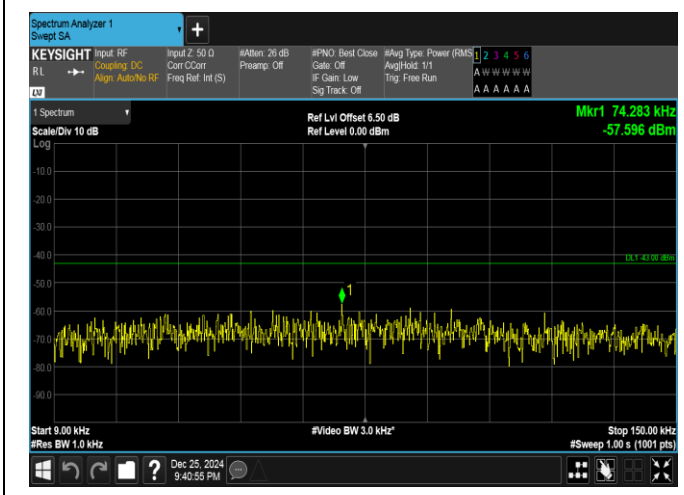 Spectrum Analyzer 1
Swept SA
KEYSIGHT
RL
LXI
Input: RF
Coupling: DC
Align: Auto/No RF
Input Z: 50 Ω
Corr CCorr
Freq Ref: Int (S)
#Atten: 26 dB
Preamp: Off
#PNO: Best Close
Gate: Off
IF Gain: Low
Sig Track: Off
#Avg Type: Power (RMS
Avg|Hold: 1/1
Trig: Free Run
1 2 3 4 5 6
A W W W W W
A A A A A A
1 Spectrum
Scale/Div 10 dB
Log
Ref Lvl Offset 6.50 dB
Ref Level 0.00 dBm
Mkr1 74.283 kHz
-57.596 dBm
-10.0
-20.0
-30.0
-40.0
DL1 -43.00 dBm
-50.0
1
-60.0
-70.0
-80.0
-90.0
Start 9.00 kHz
#Res BW 1.0 kHz
#Video BW 3.0 kHz*
Stop 150.00 kHz
#Sweep 1.00 s (1001 pts)
?
Dec 25, 2024
9:40:55 PM